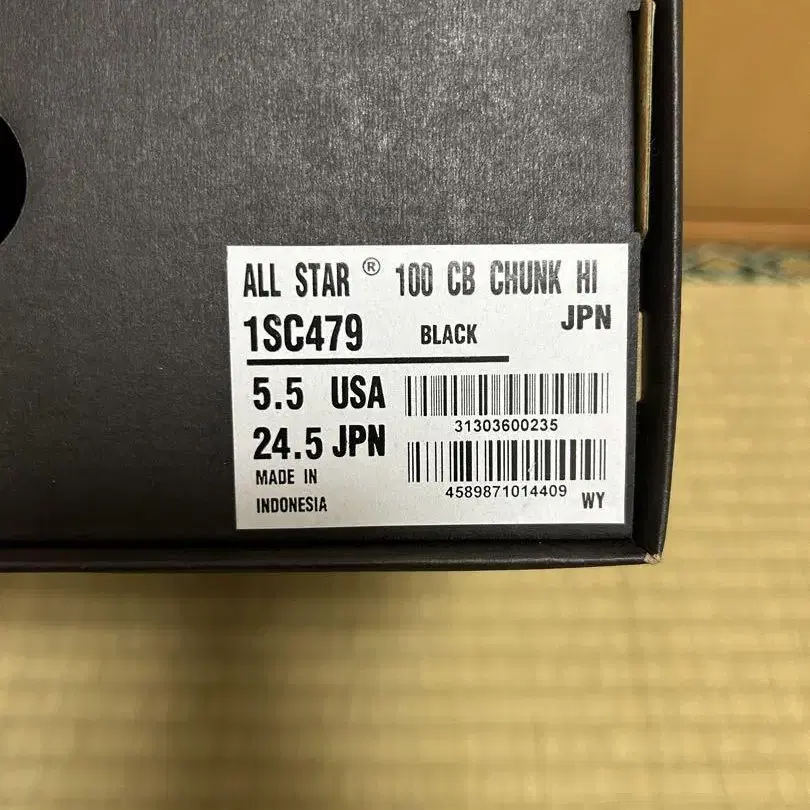 ALL STAR ® 100 CB CHUNK HI
JPN
1SC479 BLACK
5.5 USA
31303600235
24.5 JPN
4589871014409
MADE IN
INDONESIA
WY